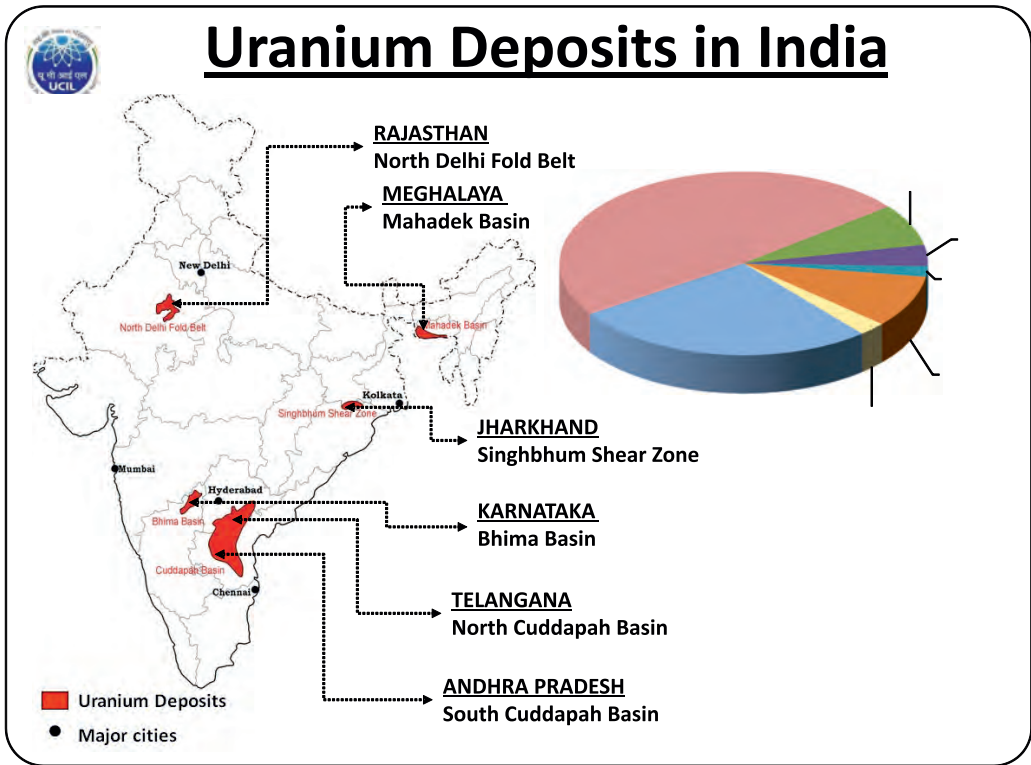 Uranium Deposits in India
यू सी आई एल
UCIL
RAJASTHAN
North Delhi Fold Belt
MEGHALAYA
Mahadek Basin
New Delhi
North Delhi Fold Belt
Mahadek Basin
Kolkata
Singhbhum Shear Zone
JHARKHAND
Singhbhum Shear Zone
Mumbai
Hyderabad
Bhima Basin
KARNATAKA
Bhima Basin
Cuddapah Basin
Chennai
TELANGANA
North Cuddapah Basin
ANDHRA PRADESH
South Cuddapah Basin
Uranium Deposits
Major cities